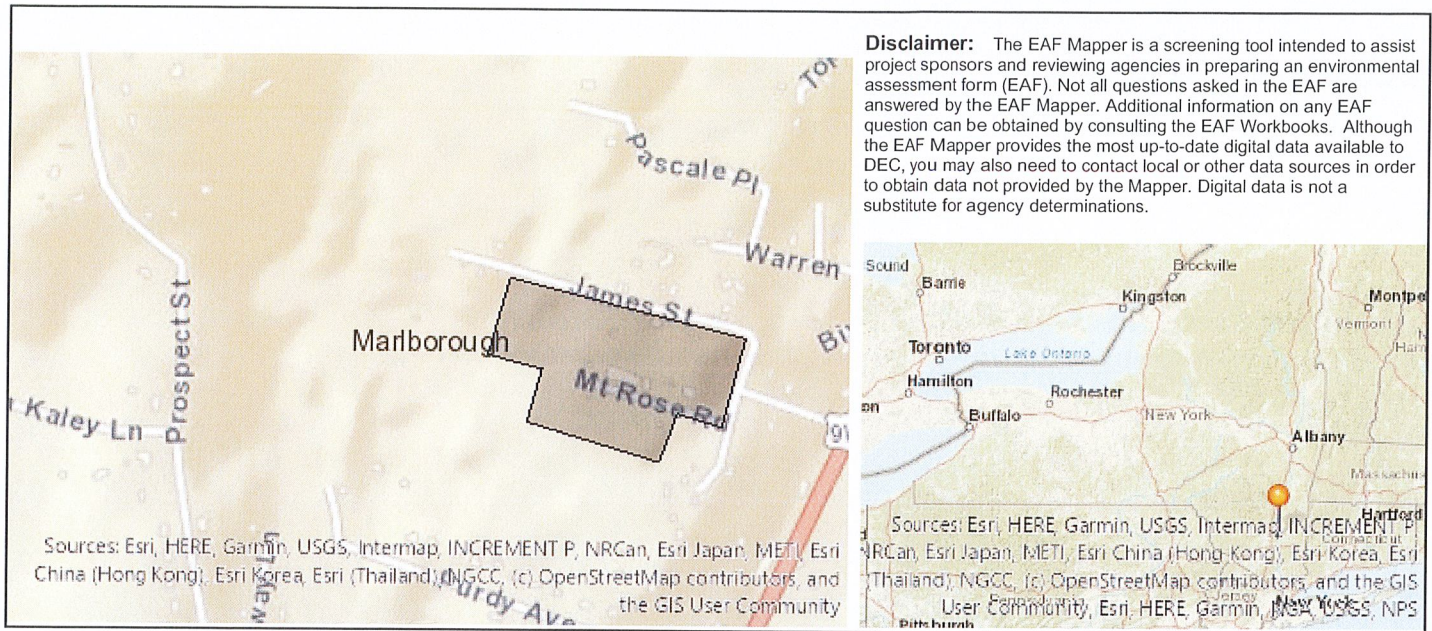 Disclaimer: The EAF Mapper is a screening tool intended to assist
project sponsors and reviewing agencies in preparing an environmental
assessment form (EAF). Not all questions asked in the EAF are
answered by the EAF Mapper. Additional information on any EAF
question can be obtained by consulting the EAF Workbooks. Although
the EAF Mapper provides the most up-to-date digital data available to
DEC, you may also need to contact local or other data sources in order
to obtain data not provided by the Mapper. Digital data is not a
substitute for agency determinations.
Tor
Pascale Pl
Warren
James St
Marlborough
Mt Rose Rd
Prospect St
Kaley Ln
way Ln
Purdy Ave
Sources: Esri, HERE, Garmin, USGS, Intermap, INCREMENT P, NRCan, Esri Japan, METI, Esri
China (Hong Kong), Esri Korea, Esri (Thailand), NGCC, (c) OpenStreetMap contributors, and
the GIS User Community
Sound
Barrie
Brockville
Kingston
Montpe
Vermont
Toronto
Lake Ontario
Hamilton
Rochester
Buffalo
New York
Albany
Massachu
Hartford
Connecticut
Sources: Esri, HERE, Garmin, USGS, Intermap, INCREMENT P,
NRCan, Esri Japan, METI, Esri China (Hong Kong), Esri Korea, Esri
(Thailand), NGCC, (c) OpenStreetMap contributors, and the GIS
User Community, Esri, HERE, Garmin, NGA, USGS, NPS
New York
Pittsburgh